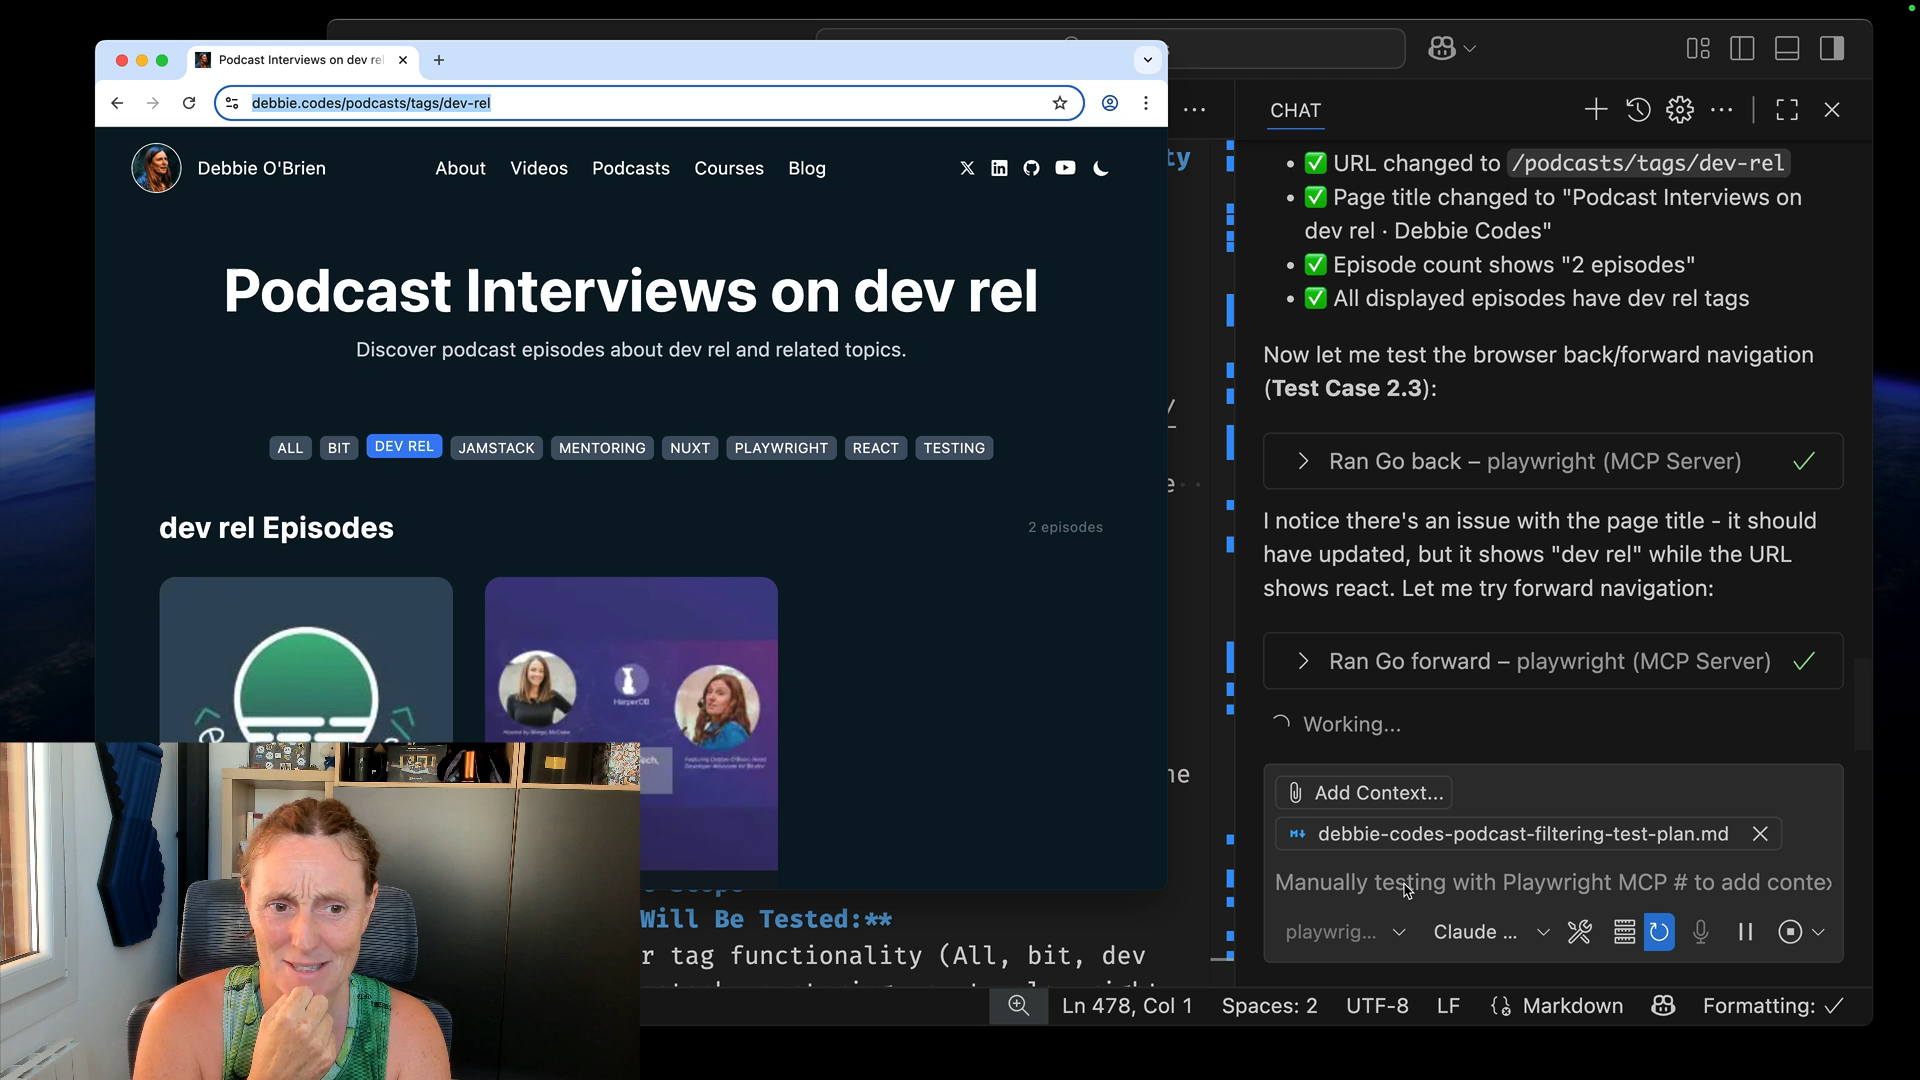 Podcast Interviews on dev rel
debbie.codes/podcasts/tags/dev-rel
Debbie O'Brien
About
Videos
Podcasts
Courses
Blog
Podcast Interviews on dev rel
Discover podcast episodes about dev rel and related topics.
ALL
BIT
DEV REL
JAMSTACK
MENTORING
NUXT
PLAYWRIGHT
REACT
TESTING
dev rel Episodes
2 episodes
HarperDB
ty
e
ne
Will Be Tested:**
r tag functionality (All, bit, dev
CHAT
✅ URL changed to /podcasts/tags/dev-rel
✅ Page title changed to "Podcast Interviews on
dev rel · Debbie Codes"
✅ Episode count shows "2 episodes"
✅ All displayed episodes have dev rel tags
Now let me test the browser back/forward navigation
(Test Case 2.3):
Ran Go back – playwright (MCP Server)
I notice there's an issue with the page title - it should
have updated, but it shows "dev rel" while the URL
shows react. Let me try forward navigation:
Ran Go forward – playwright (MCP Server)
Working...
Add Context...
debbie-codes-podcast-filtering-test-plan.md
Manually testing with Playwright MCP # to add contex
playwrig...
Claude ...
Ln 478, Col 1
Spaces: 2
UTF-8
LF
Markdown
Formatting: